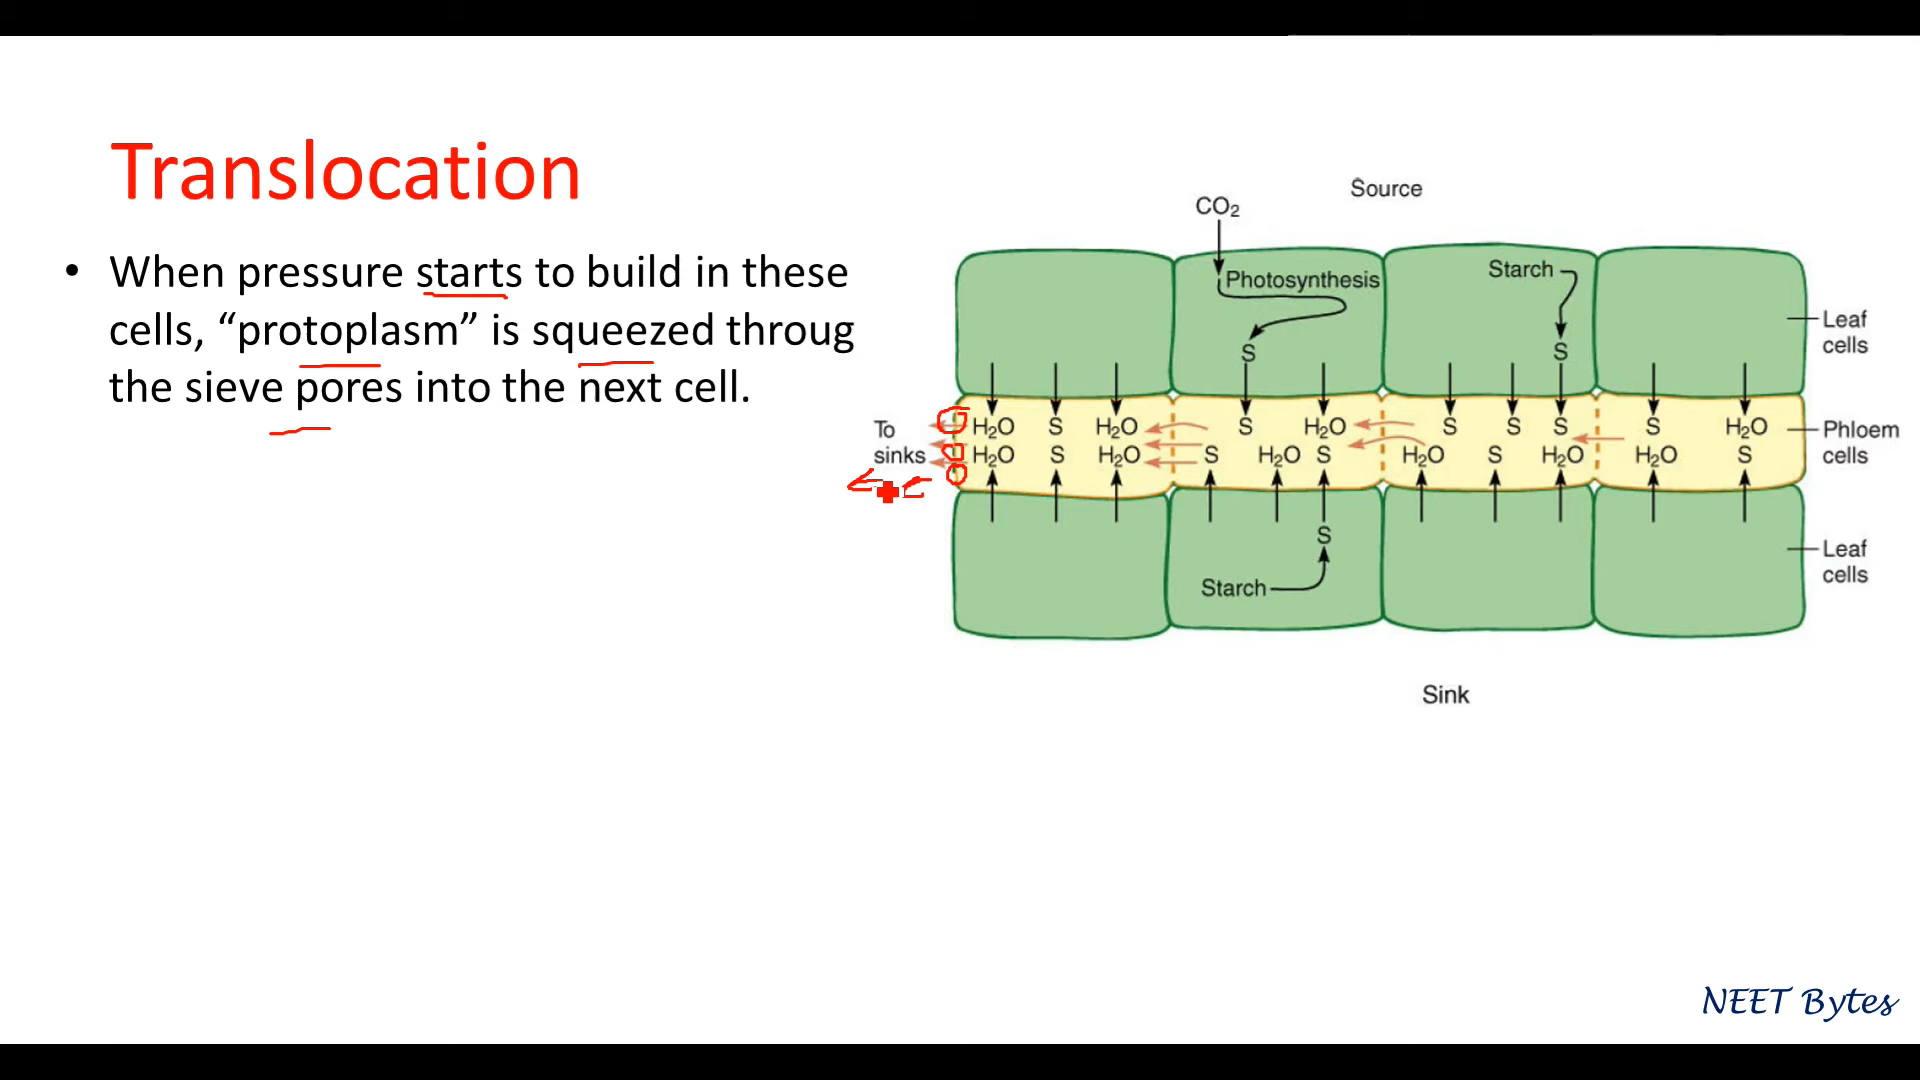 Translocation
• When pressure starts to build in these
cells, “protoplasm” is squeezed throug
the sieve pores into the next cell.
Source
CO₂
Photosynthesis
Starch
S S
Leaf
cells
To
sinks
H₂O S H₂O S H₂O S S S S H₂O
H₂O S H₂O S H₂O S H₂O S H₂O H₂O S
Phloem
cells
S
Starch
Leaf
cells
Sink
NEET Bytes